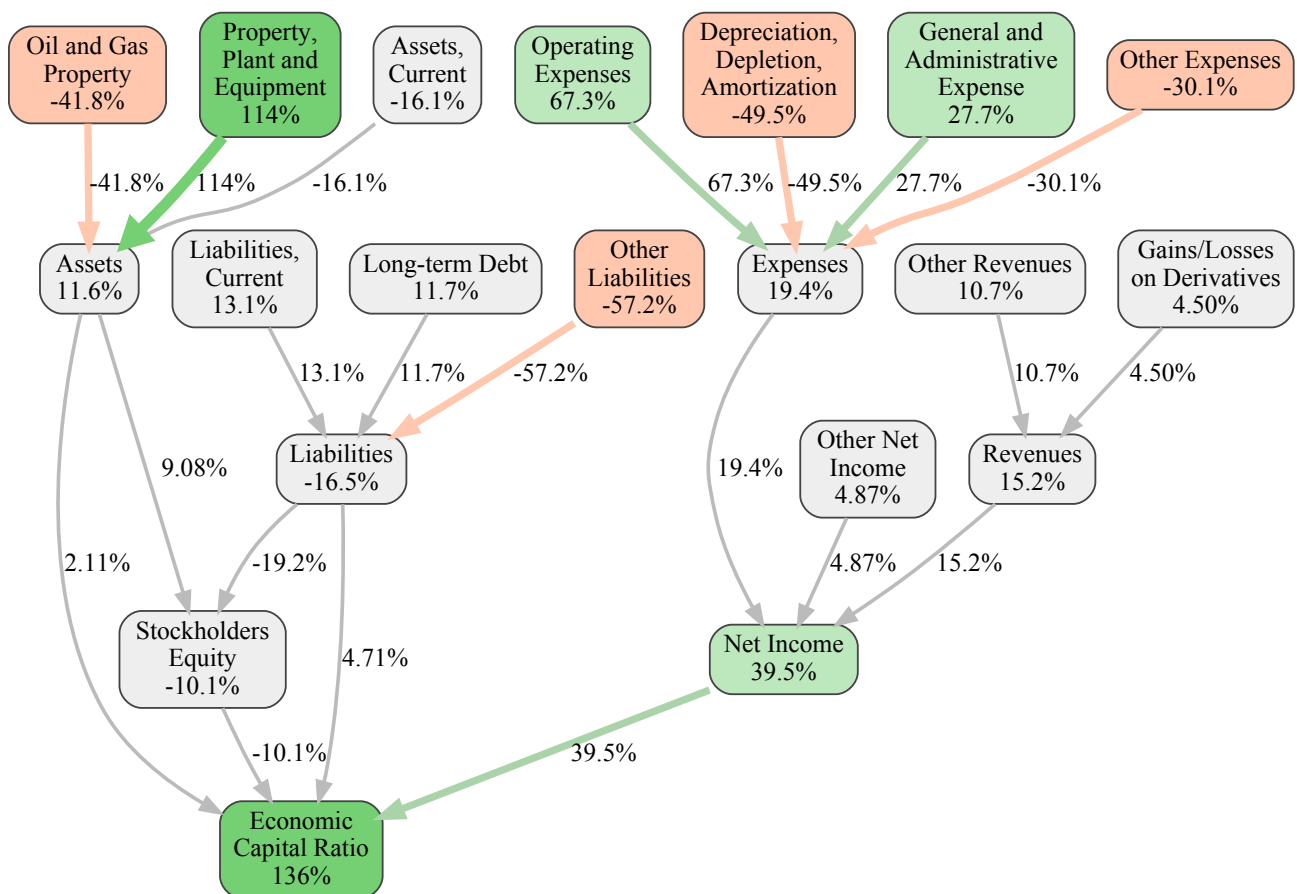 Oil and Gas
Property
-41.8%
Property,
Plant and
Equipment
114%
Assets,
Current
-16.1%
Operating
Expenses
67.3%
Depreciation,
Depletion,
Amortization
-49.5%
General and
Administrative
Expense
27.7%
Other Expenses
-30.1%
-41.8%
114%
-16.1%
67.3%
-49.5%
27.7%
-30.1%
Assets
11.6%
Liabilities,
Current
13.1%
Long-term Debt
11.7%
Other
Liabilities
-57.2%
Expenses
19.4%
Other Revenues
10.7%
Gains/Losses
on Derivatives
4.50%
13.1%
11.7%
-57.2%
10.7%
4.50%
9.08%
Liabilities
-16.5%
19.4%
Other Net
Income
4.87%
Revenues
15.2%
2.11%
-19.2%
4.71%
4.87%
15.2%
Stockholders
Equity
-10.1%
Net Income
39.5%
-10.1%
39.5%
Economic
Capital Ratio
136%